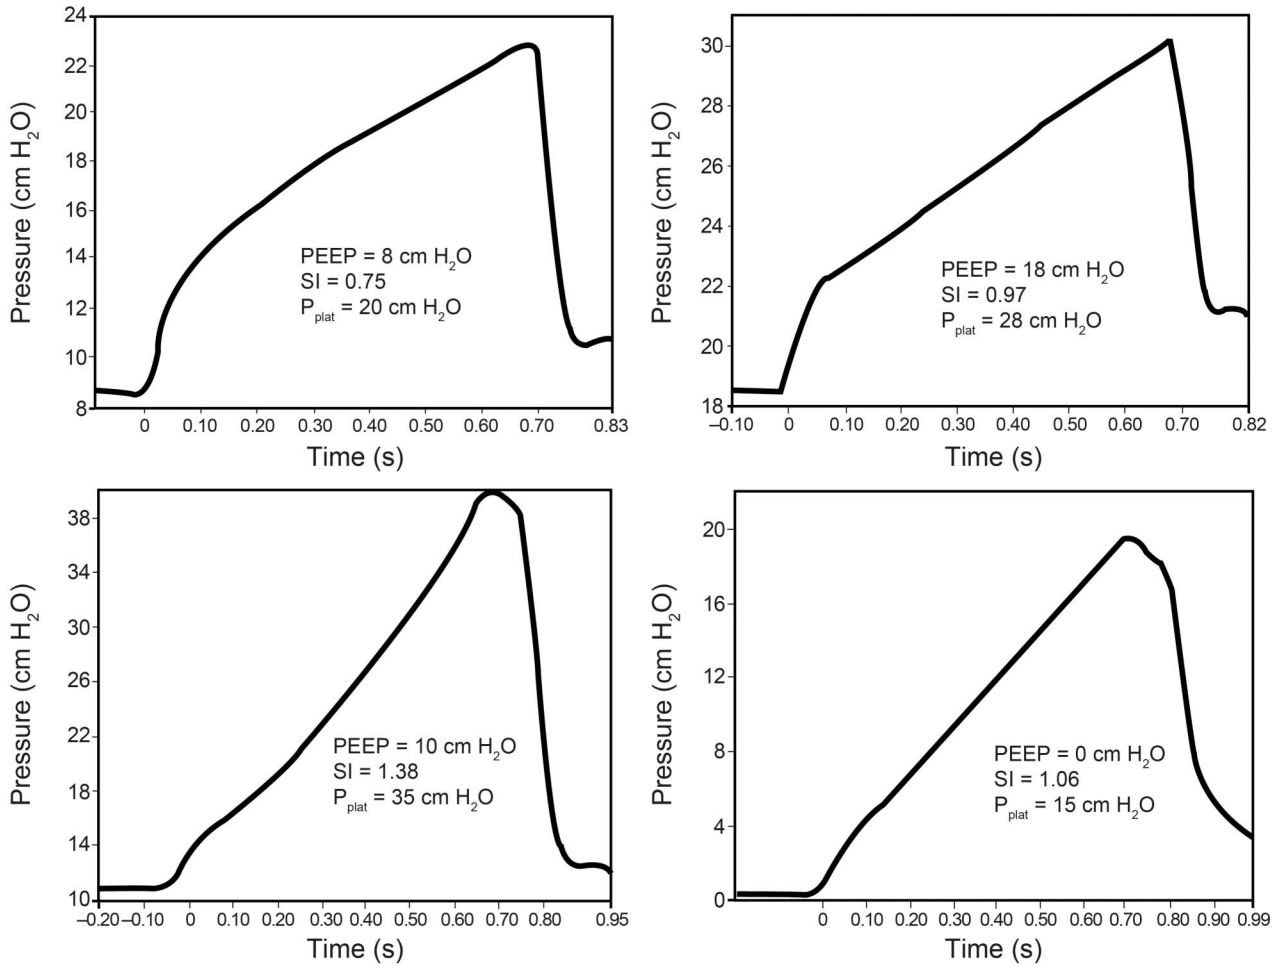 24
22
20
18
16
14
12
10
8
Pressure (cm H₂O)
PEEP = 8 cm H₂O
SI = 0.75
Pplat = 20 cm H₂O
0 0.10 0.20 0.30 0.40 0.50 0.60 0.70 0.83
Time (s)
30
28
26
24
22
20
18
Pressure (cm H₂O)
PEEP = 18 cm H₂O
SI = 0.97
Pplat = 28 cm H₂O
–0.10 0 0.10 0.20 0.30 0.40 0.50 0.60 0.70 0.82
Time (s)
38
34
30
26
22
18
14
10
Pressure (cm H₂O)
PEEP = 10 cm H₂O
SI = 1.38
Pplat = 35 cm H₂O
–0.20 –0.10 0 0.10 0.20 0.30 0.40 0.50 0.60 0.70 0.80 0.95
Time (s)
20
16
12
8
4
0
Pressure (cm H₂O)
PEEP = 0 cm H₂O
SI = 1.06
Pplat = 15 cm H₂O
0 0.10 0.20 0.30 0.40 0.50 0.60 0.70 0.80 0.90 0.99
Time (s)